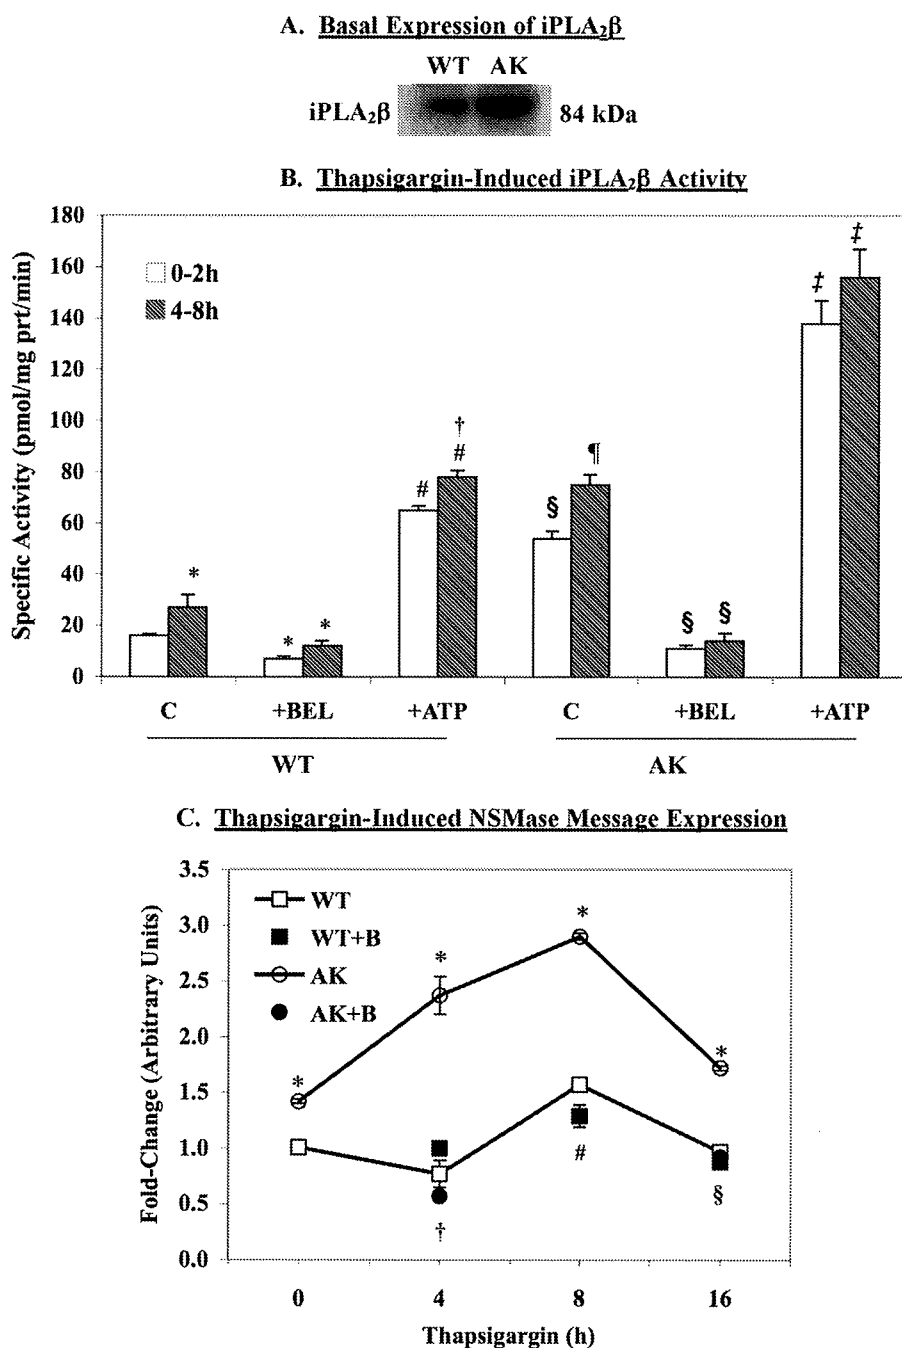 A. Basal Expression of iPLA₂β
WT AK
iPLA₂β 84 kDa
B. Thapsigargin-Induced iPLA₂β Activity
Specific Activity (pmol/mg prt/min)
180
160
140
120
100
80
60
40
20
0
0-2h
4-8h
*
*
*
#
†
#
§
¶
§
§
‡
‡
C +BEL +ATP C +BEL +ATP
WT AK
C. Thapsigargin-Induced NSMase Message Expression
Fold-Change (Arbitrary Units)
3.5
3.0
2.5
2.0
1.5
1.0
0.5
0.0
WT
WT+B
AK
AK+B
*
*
*
*
†
#
§
0 4 8 16
Thapsigargin (h)